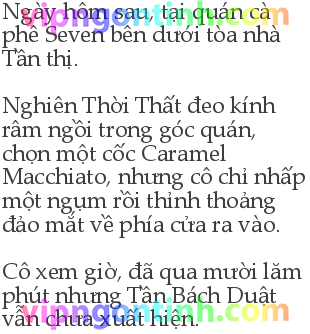 Ngày hôm sau, tại quán cà
phê Seven bên dưới tòa nhà
Tần thị.
Nghiên Thời Thất đeo kính
râm ngồi trong góc quán,
chọn một cốc Caramel
Macchiato, nhưng cô chỉ nhấp
một ngụm rồi thỉnh thoảng
đảo mắt về phía cửa ra vào.
Cô xem giờ, đã qua mười lăm
phút nhưng Tần Bách Duật
vẫn chưa xuất hiện.
vipngontinh.com
vipngontinh.com